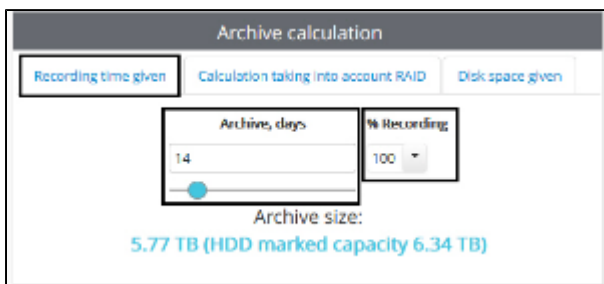 Archive calculation
Recording time given Calculation taking into account RAID Disk space given
Archive, days % Recording
14 100
Archive size:
5.77 TB (HDD marked capacity 6.34 TB)